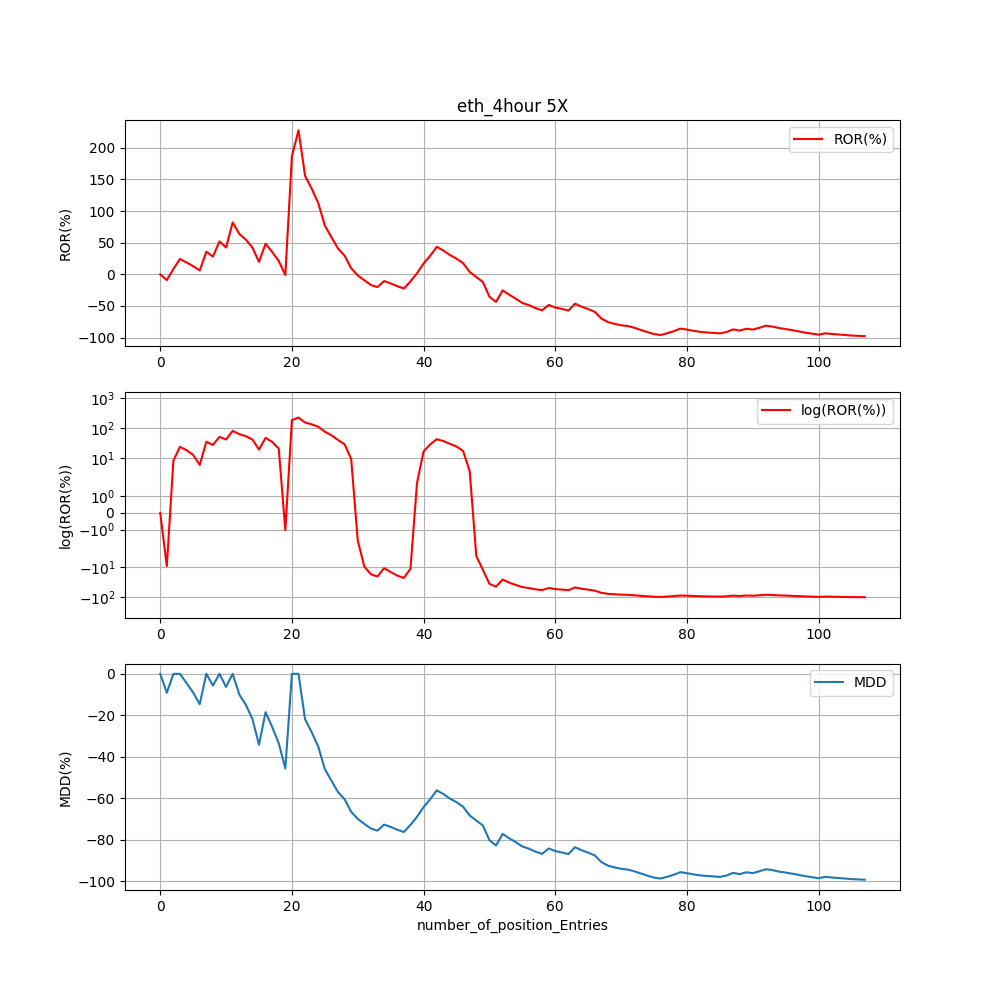 eth_4hour 5X
ROR(%)
200
150
100
50
0
−50
−100
ROR(%)
0 20 40 60 80 100
log(ROR(%))
10³
10²
10¹
10⁰
0
−10⁰
−10¹
−10²
log(ROR(%))
0 20 40 60 80 100
MDD
0
−20
−40
−60
−80
−100
MDD(%)
0 20 40 60 80 100
number_of_position_Entries